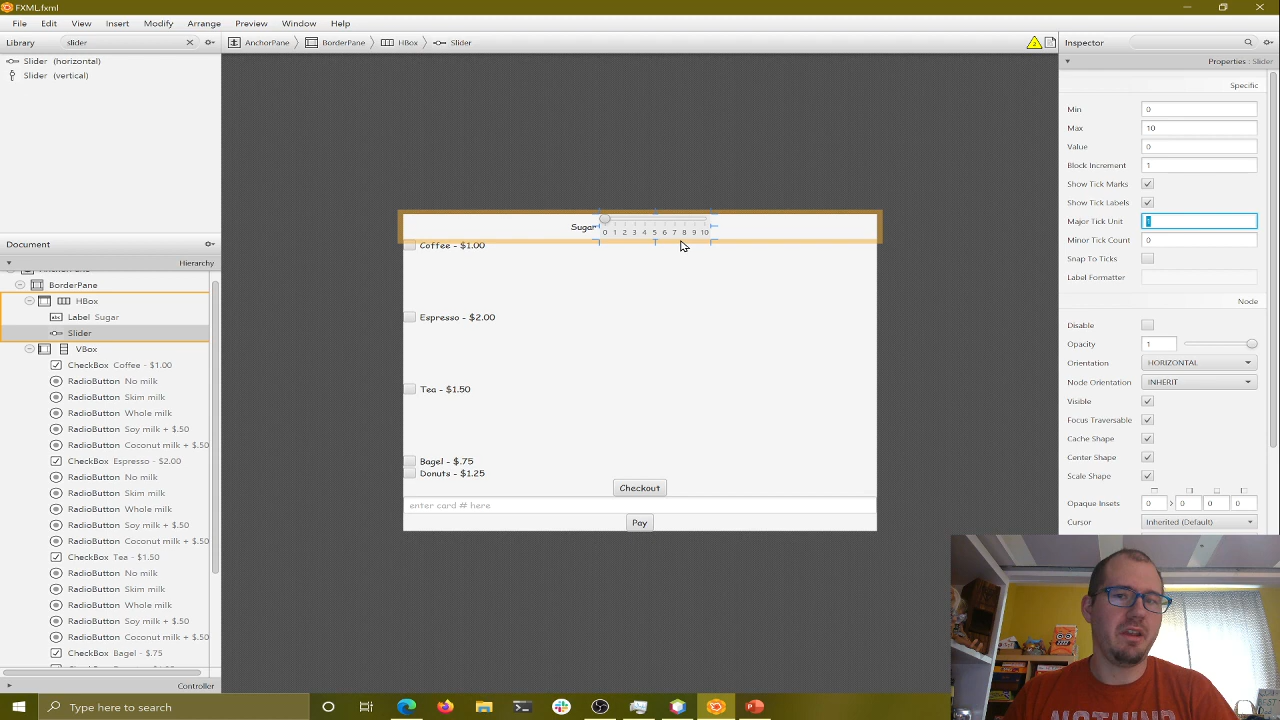 FXML.fxml
File Edit View Insert Modify Arrange Preview Window Help
Library slider
AnchorPane BorderPane HBox Slider
Inspector
Slider (horizontal)
Slider (vertical)
Properties : Slider
Specific
Min 0
Max 10
Value 0
Block Increment 1
Show Tick Marks
Show Tick Labels
Major Tick Unit 1
Minor Tick Count 0
Snap To Ticks
Label Formatter
Node
Disable
Opacity 1
Orientation HORIZONTAL
Node Orientation INHERIT
Visible
Focus Traversable
Cache Shape
Center Shape
Scale Shape
Opaque Insets 0 0 0 0
Cursor Inherited (Default)
Sugar
0 1 2 3 4 5 6 7 8 9 10
Coffee - $1.00
Espresso - $2.00
Tea - $1.50
Bagel - $.75
Donuts - $1.25
Checkout
enter card # here
Pay
Document
Hierarchy
BorderPane
HBox
Label Sugar
Slider
VBox
CheckBox Coffee - $1.00
RadioButton No milk
RadioButton Skim milk
RadioButton Whole milk
RadioButton Soy milk + $.50
RadioButton Coconut milk + $.50
CheckBox Espresso - $2.00
RadioButton No milk
RadioButton Skim milk
RadioButton Whole milk
RadioButton Soy milk + $.50
RadioButton Coconut milk + $.50
CheckBox Tea - $1.50
RadioButton No milk
RadioButton Skim milk
RadioButton Whole milk
RadioButton Soy milk + $.50
RadioButton Coconut milk + $.50
CheckBox Bagel - $.75
Controller
Type here to search